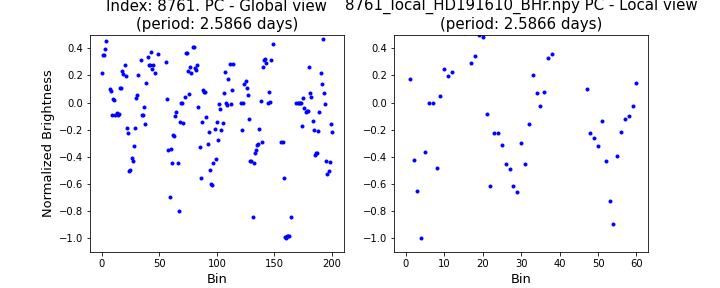 Index: 8761. PC - Global view
(period: 2.5866 days)
8761_local_HD191610_BHr.npy PC - Local view
(period: 2.5866 days)
Normalized Brightness
0.4
0.2
0.0
−0.2
−0.4
−0.6
−0.8
−1.0
0 50 100 150 200
Bin
0.4
0.2
0.0
−0.2
−0.4
−0.6
−0.8
−1.0
0 10 20 30 40 50 60
Bin